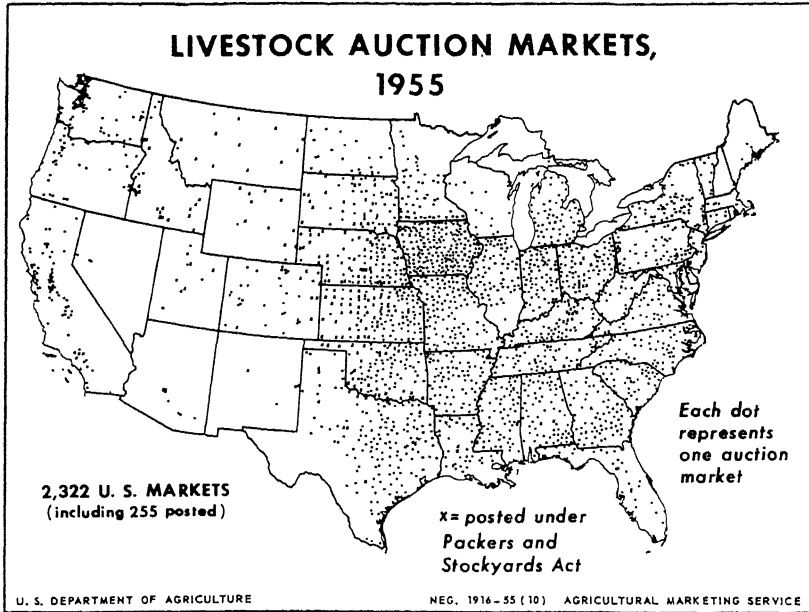 LIVESTOCK AUCTION MARKETS,
1955
Each dot
represents
one auction
market
2,322 U. S. MARKETS
(including 255 posted)
x= posted under
Packers and
Stockyards Act
U. S. DEPARTMENT OF AGRICULTURE
NEG. 1916-55 (10) AGRICULTURAL MARKETING SERVICE